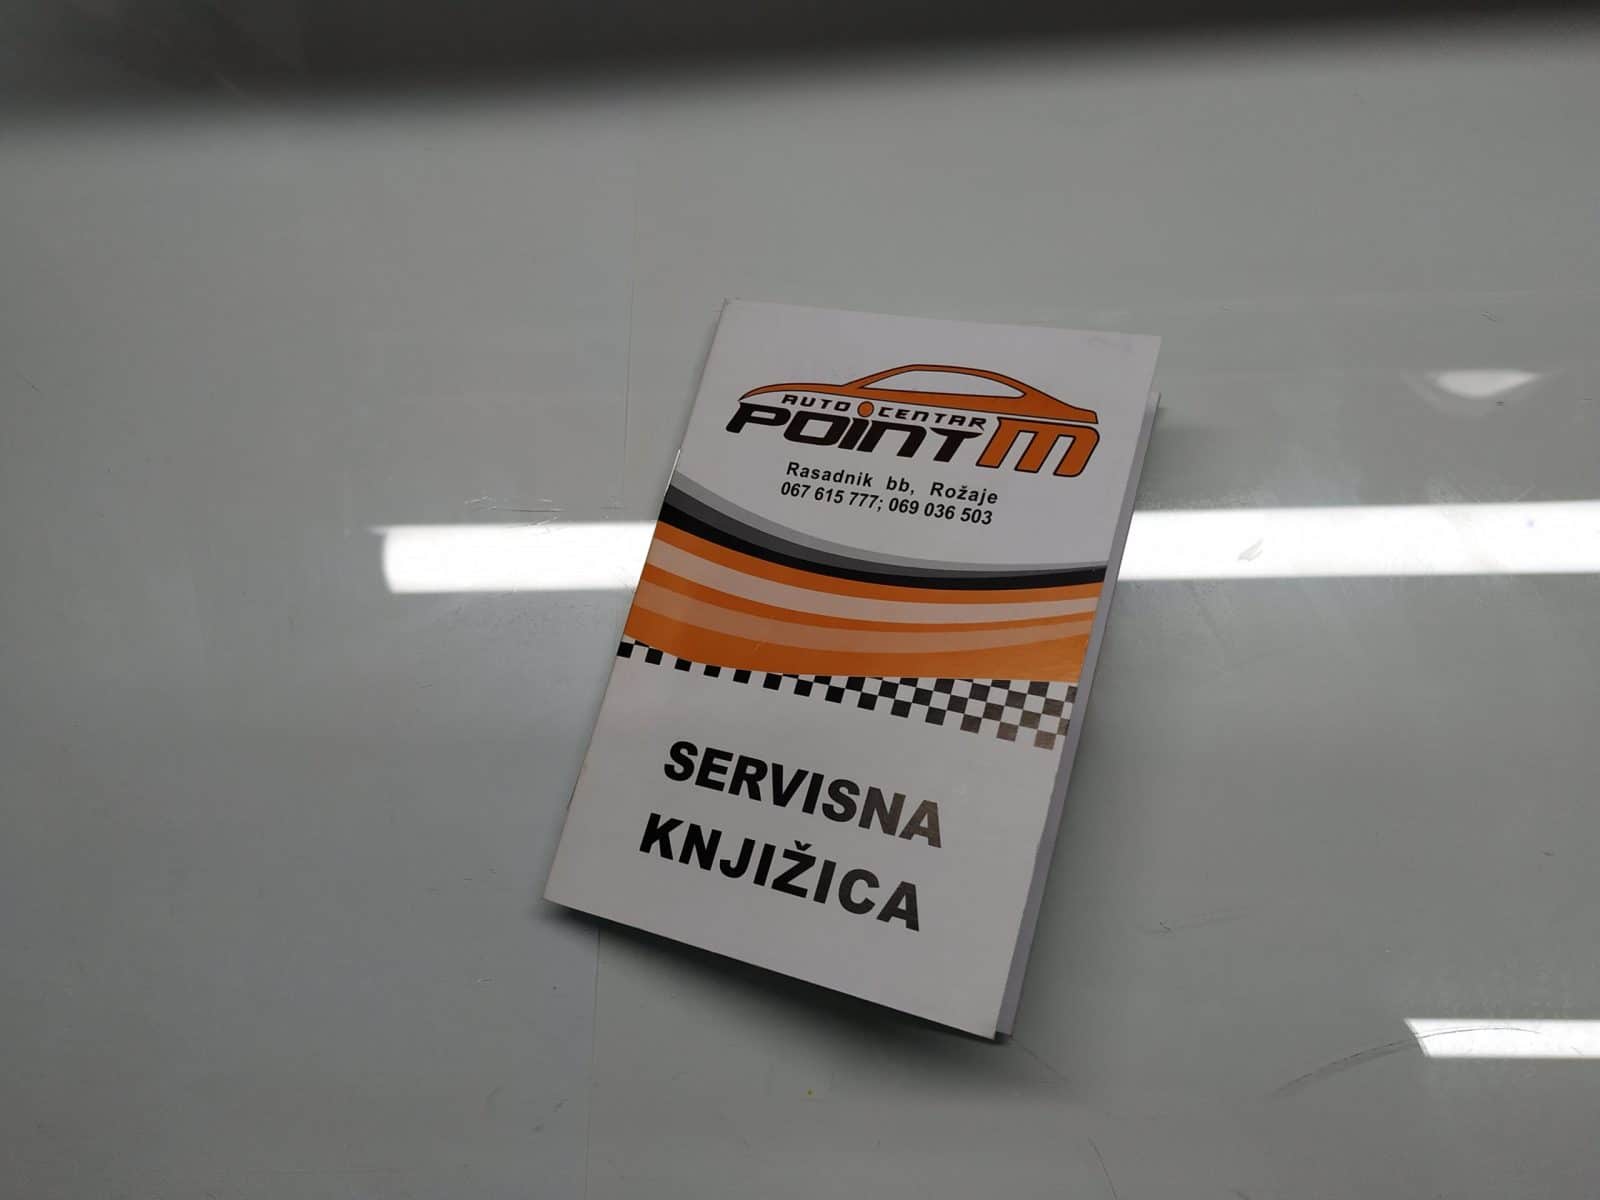 AUTO CENTAR
POINT M
Rasadnik bb, Rožaje
067 615 777; 069 036 503
SERVISNA
KNJIŽICA